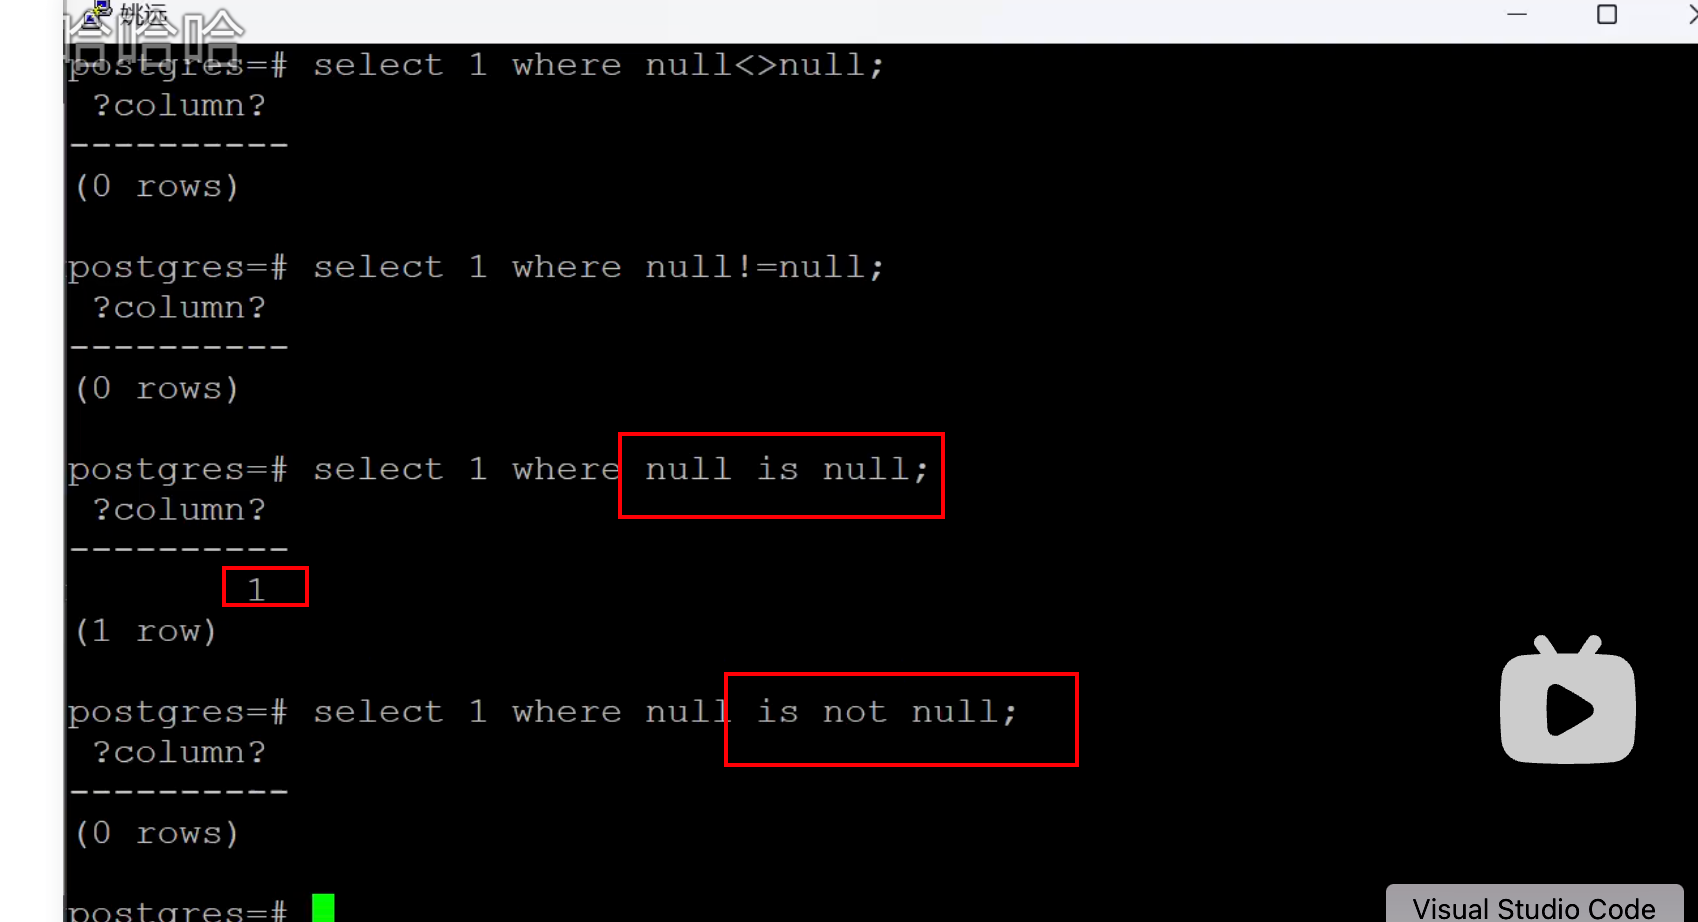 姚远
哈哈哈
postgres=# select 1 where null<>null;
 ?column?
----------
(0 rows)
postgres=# select 1 where null!=null;
 ?column?
----------
(0 rows)
postgres=# select 1 where null is null;
 ?column?
----------
        1
(1 row)
postgres=# select 1 where null is not null;
 ?column?
----------
(0 rows)
postgres=#
Visual Studio Code